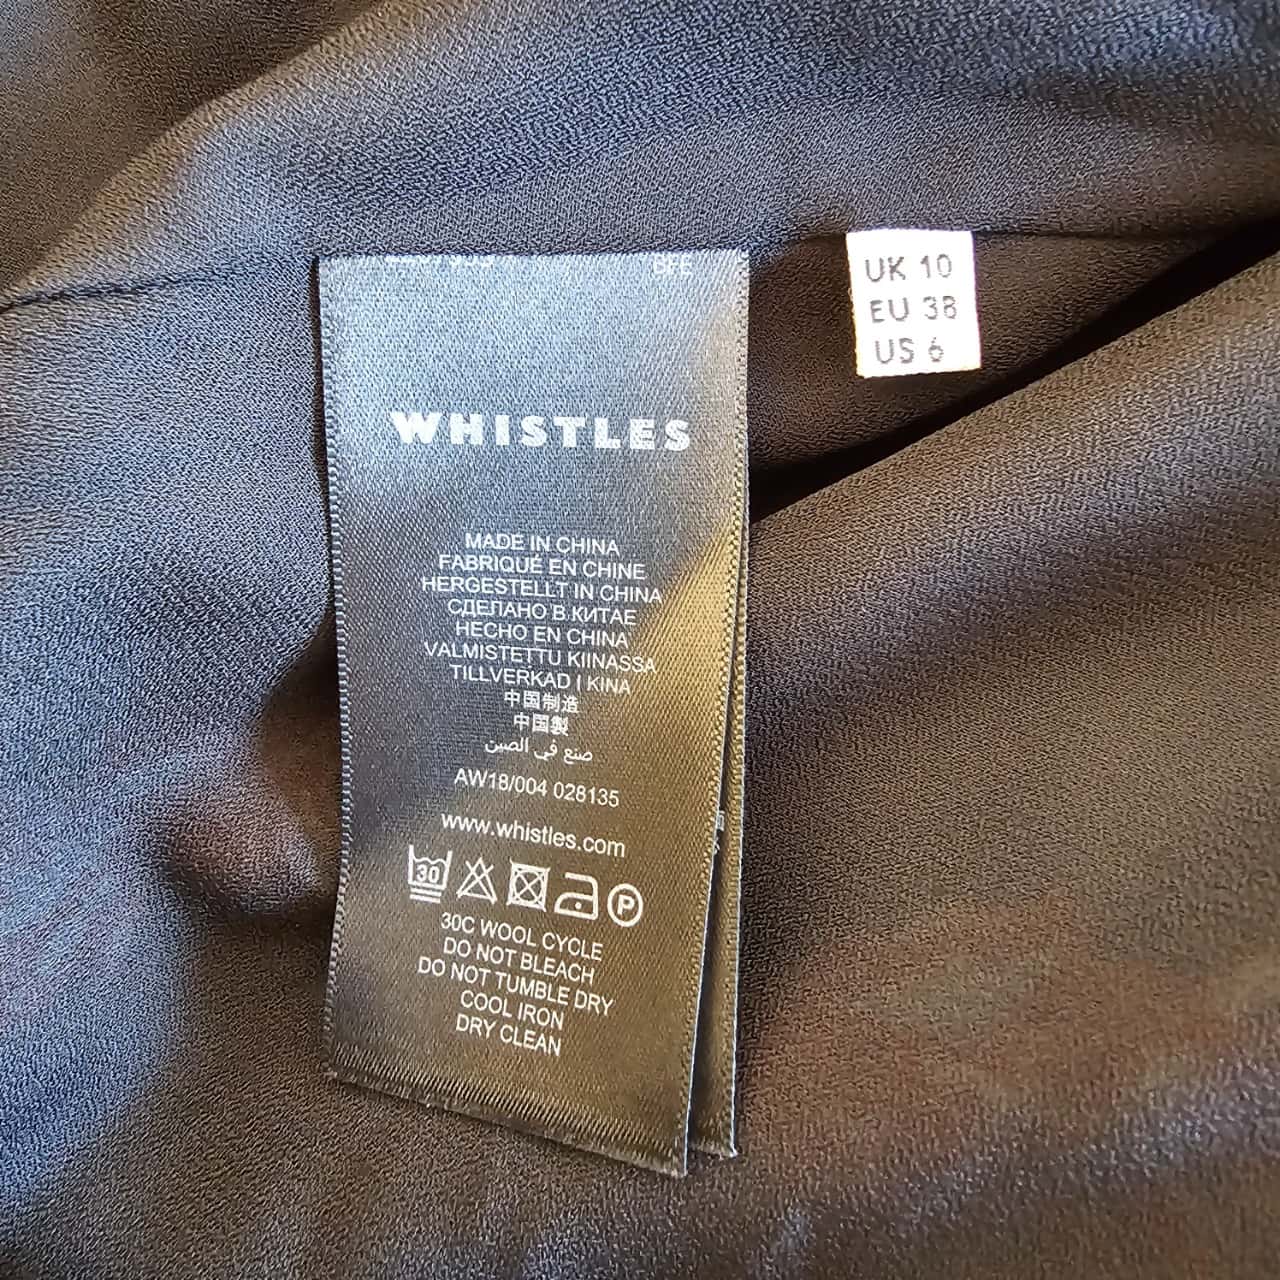 BFE
WHISTLES
MADE IN CHINA
FABRIQUÉ EN CHINE
HERGESTELLT IN CHINA
СДЕЛАНО В КИТАЕ
HECHO EN CHINA
VALMISTETTU KIINASSA
TILLVERKAD I KINA
中国制造
中国製
صنع في الصين
AW18/004 028135
www.whistles.com
30
P
30C WOOL CYCLE
DO NOT BLEACH
DO NOT TUMBLE DRY
COOL IRON
DRY CLEAN
UK 10
EU 38
US 6